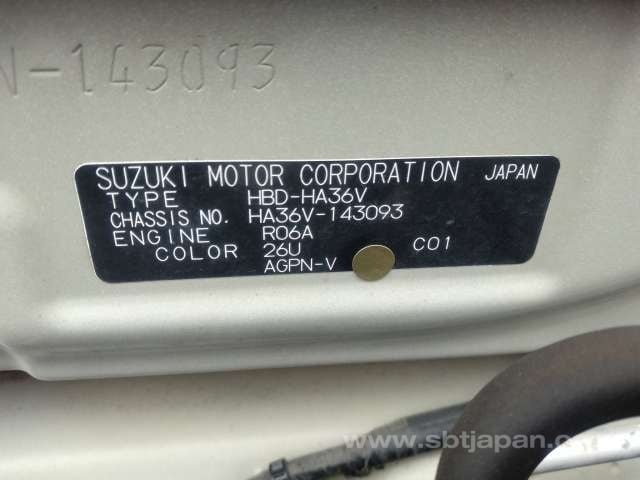 -143093
SUZUKI MOTOR CORPORATION JAPAN
TYPE HBD-HA36V
CHASSIS NO. HA36V-143093
ENGINE R06A
COLOR 26U C01
AGPN-V
www.sbtjapan.c